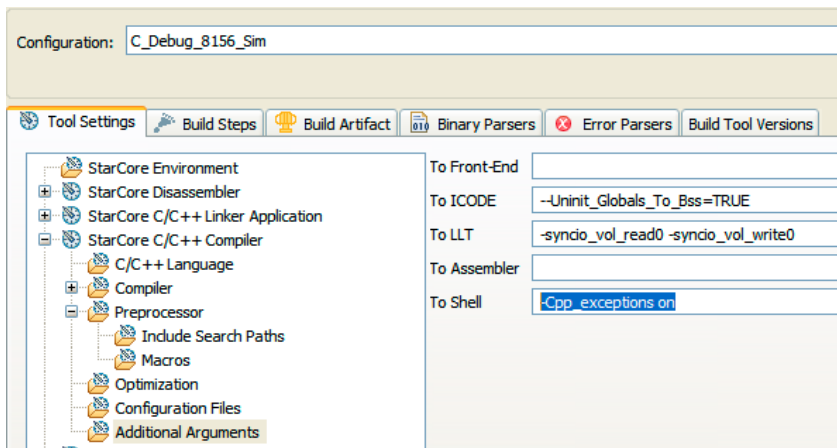 Configuration: C_Debug_8156_Sim
Tool Settings Build Steps Build Artifact Binary Parsers Error Parsers Build Tool Versions
StarCore Environment
StarCore Disassembler
StarCore C/C++ Linker Application
StarCore C/C++ Compiler
C/C++ Language
Compiler
Preprocessor
Include Search Paths
Macros
Optimization
Configuration Files
Additional Arguments
To Front-End
To ICODE --Uninit_Globals_To_Bss=TRUE
To LLT -syncio_vol_read0 -syncio_vol_write0
To Assembler
To Shell -Cpp_exceptions on